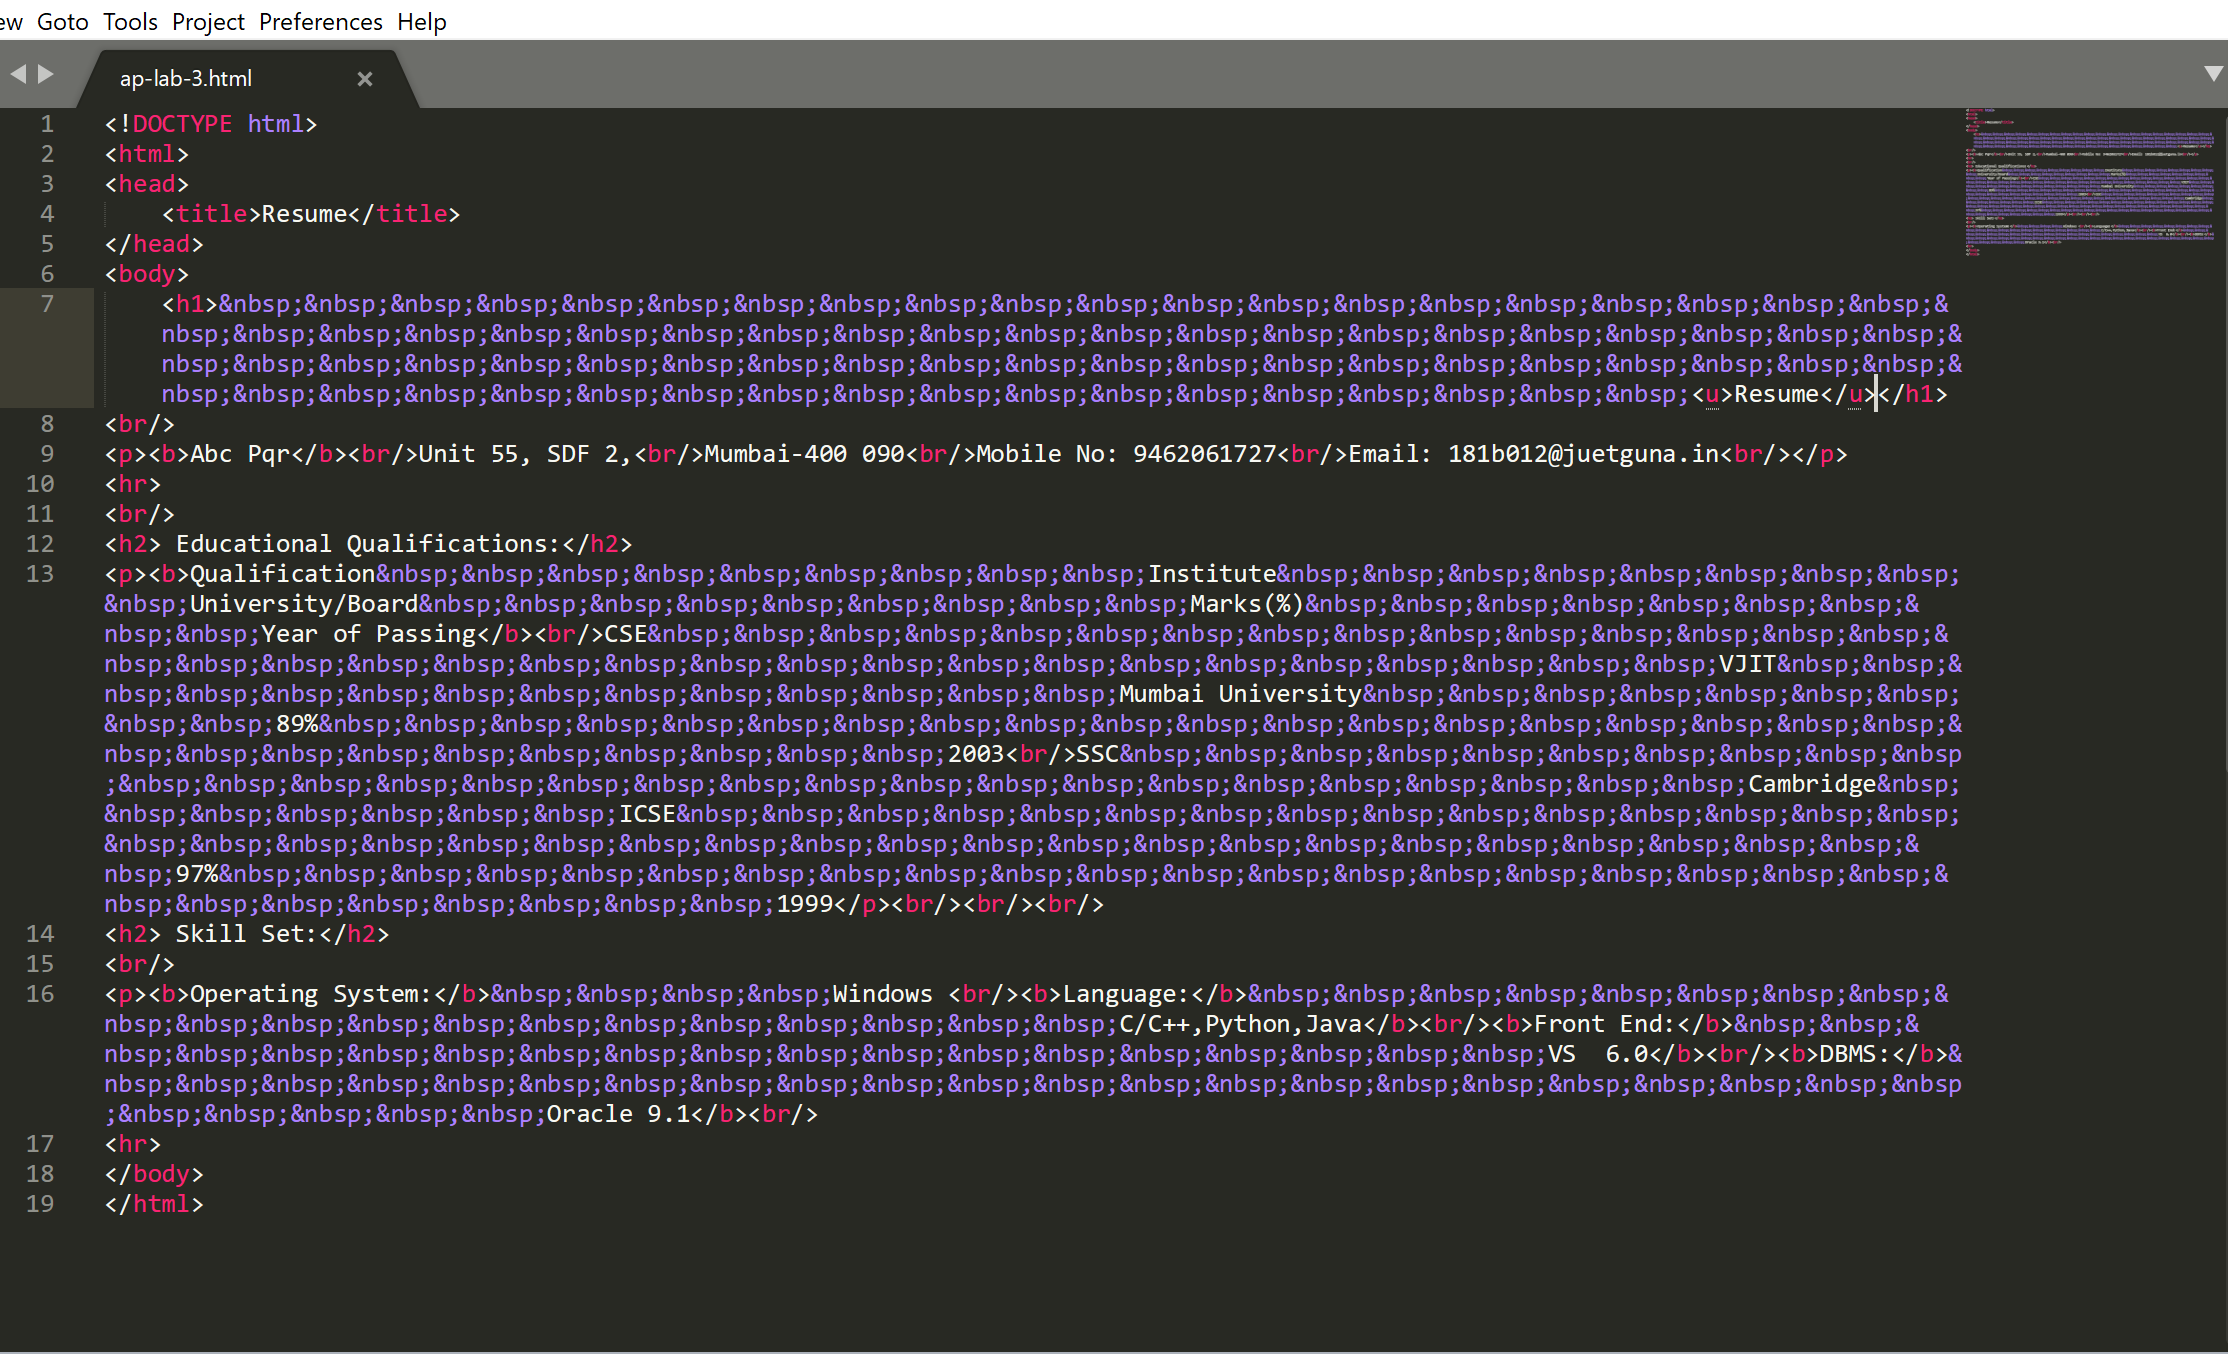 ew Goto Tools Project Preferences Help
ap-lab-3.html ×
1 <!DOCTYPE html>
2 <html>
3 <head>
4 <title>Resume</title>
5 </head>
6 <body>
7 <h1>&nbsp;&nbsp;&nbsp;&nbsp;&nbsp;&nbsp;&nbsp;&nbsp;&nbsp;&nbsp;&nbsp;&nbsp;&nbsp;&nbsp;&nbsp;&nbsp;&nbsp;&nbsp;&nbsp;&nbsp;&
nbsp;&nbsp;&nbsp;&nbsp;&nbsp;&nbsp;&nbsp;&nbsp;&nbsp;&nbsp;&nbsp;&nbsp;&nbsp;&nbsp;&nbsp;&nbsp;&nbsp;&nbsp;&nbsp;&nbsp;&nbsp;&
nbsp;&nbsp;&nbsp;&nbsp;&nbsp;&nbsp;&nbsp;&nbsp;&nbsp;&nbsp;&nbsp;&nbsp;&nbsp;&nbsp;&nbsp;&nbsp;&nbsp;&nbsp;&nbsp;&nbsp;&nbsp;&
nbsp;&nbsp;&nbsp;&nbsp;&nbsp;&nbsp;&nbsp;&nbsp;&nbsp;&nbsp;&nbsp;&nbsp;&nbsp;&nbsp;&nbsp;&nbsp;&nbsp;&nbsp;<u>Resume</u></h1>
8 <br/>
9 <p><b>Abc Pqr</b><br/>Unit 55, SDF 2,<br/>Mumbai-400 090<br/>Mobile No: 9462061727<br/>Email: 181b012@juetguna.in<br/></p>
10 <hr>
11 <br/>
12 <h2> Educational Qualifications:</h2>
13 <p><b>Qualification&nbsp;&nbsp;&nbsp;&nbsp;&nbsp;&nbsp;&nbsp;&nbsp;&nbsp;Institute&nbsp;&nbsp;&nbsp;&nbsp;&nbsp;&nbsp;&nbsp;&nbsp;
&nbsp;University/Board&nbsp;&nbsp;&nbsp;&nbsp;&nbsp;&nbsp;&nbsp;&nbsp;&nbsp;Marks(%)&nbsp;&nbsp;&nbsp;&nbsp;&nbsp;&nbsp;&nbsp;&
nbsp;&nbsp;Year of Passing</b><br/>CSE&nbsp;&nbsp;&nbsp;&nbsp;&nbsp;&nbsp;&nbsp;&nbsp;&nbsp;&nbsp;&nbsp;&nbsp;&nbsp;&nbsp;&nbsp;&
nbsp;&nbsp;&nbsp;&nbsp;&nbsp;&nbsp;&nbsp;&nbsp;&nbsp;&nbsp;&nbsp;&nbsp;&nbsp;&nbsp;&nbsp;&nbsp;&nbsp;&nbsp;&nbsp;VJIT&nbsp;&nbsp;&
nbsp;&nbsp;&nbsp;&nbsp;&nbsp;&nbsp;&nbsp;&nbsp;&nbsp;&nbsp;&nbsp;&nbsp;Mumbai University&nbsp;&nbsp;&nbsp;&nbsp;&nbsp;&nbsp;&nbsp;
&nbsp;&nbsp;89%&nbsp;&nbsp;&nbsp;&nbsp;&nbsp;&nbsp;&nbsp;&nbsp;&nbsp;&nbsp;&nbsp;&nbsp;&nbsp;&nbsp;&nbsp;&nbsp;&nbsp;&nbsp;&nbsp;&
nbsp;&nbsp;&nbsp;&nbsp;&nbsp;&nbsp;&nbsp;&nbsp;&nbsp;&nbsp;2003<br/>SSC&nbsp;&nbsp;&nbsp;&nbsp;&nbsp;&nbsp;&nbsp;&nbsp;&nbsp;&nbsp
;&nbsp;&nbsp;&nbsp;&nbsp;&nbsp;&nbsp;&nbsp;&nbsp;&nbsp;&nbsp;&nbsp;&nbsp;&nbsp;&nbsp;&nbsp;&nbsp;&nbsp;&nbsp;&nbsp;Cambridge&nbsp;
&nbsp;&nbsp;&nbsp;&nbsp;&nbsp;&nbsp;ICSE&nbsp;&nbsp;&nbsp;&nbsp;&nbsp;&nbsp;&nbsp;&nbsp;&nbsp;&nbsp;&nbsp;&nbsp;&nbsp;&nbsp;&nbsp;
&nbsp;&nbsp;&nbsp;&nbsp;&nbsp;&nbsp;&nbsp;&nbsp;&nbsp;&nbsp;&nbsp;&nbsp;&nbsp;&nbsp;&nbsp;&nbsp;&nbsp;&nbsp;&nbsp;&nbsp;&nbsp;&
nbsp;97%&nbsp;&nbsp;&nbsp;&nbsp;&nbsp;&nbsp;&nbsp;&nbsp;&nbsp;&nbsp;&nbsp;&nbsp;&nbsp;&nbsp;&nbsp;&nbsp;&nbsp;&nbsp;&nbsp;&nbsp;&
nbsp;&nbsp;&nbsp;&nbsp;&nbsp;&nbsp;&nbsp;&nbsp;1999</p><br/><br/><br/>
14 <h2> Skill Set:</h2>
15 <br/>
16 <p><b>Operating System:</b>&nbsp;&nbsp;&nbsp;&nbsp;Windows <br/><b>Language:</b>&nbsp;&nbsp;&nbsp;&nbsp;&nbsp;&nbsp;&nbsp;&nbsp;&
nbsp;&nbsp;&nbsp;&nbsp;&nbsp;&nbsp;&nbsp;&nbsp;&nbsp;&nbsp;&nbsp;&nbsp;C/C++,Python,Java</b><br/><b>Front End:</b>&nbsp;&nbsp;&
nbsp;&nbsp;&nbsp;&nbsp;&nbsp;&nbsp;&nbsp;&nbsp;&nbsp;&nbsp;&nbsp;&nbsp;&nbsp;&nbsp;&nbsp;&nbsp;&nbsp;VS  6.0</b><br/><b>DBMS:</b>&
nbsp;&nbsp;&nbsp;&nbsp;&nbsp;&nbsp;&nbsp;&nbsp;&nbsp;&nbsp;&nbsp;&nbsp;&nbsp;&nbsp;&nbsp;&nbsp;&nbsp;&nbsp;&nbsp;&nbsp;&nbsp;&nbsp
;&nbsp;&nbsp;&nbsp;&nbsp;&nbsp;Oracle 9.1</b><br/>
17 <hr>
18 </body>
19 </html>